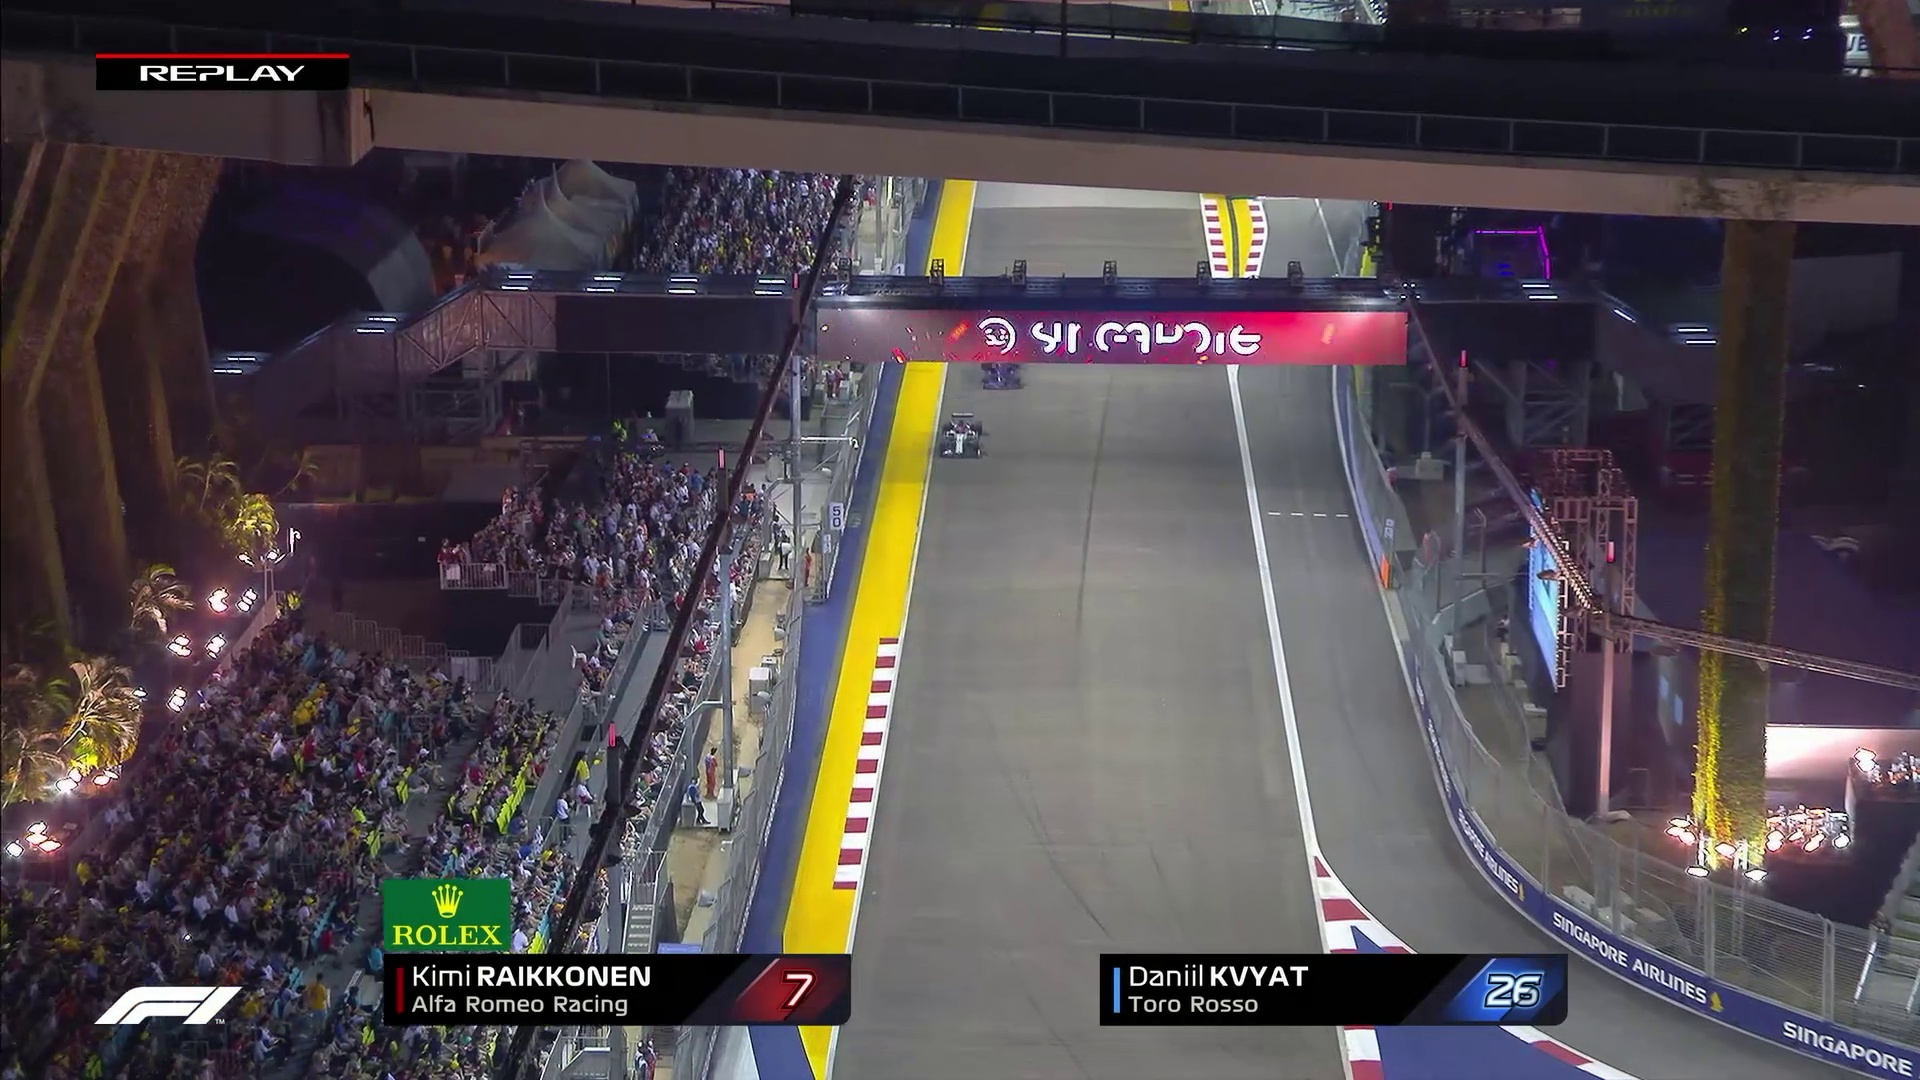 REPLAY
50
ROLEX
Kimi RAIKKONEN
Alfa Romeo Racing
7
Daniil KVYAT
Toro Rosso
26
SINGAPORE AIRLINES
SINGAPORE AIRLINES
SINGAPORE